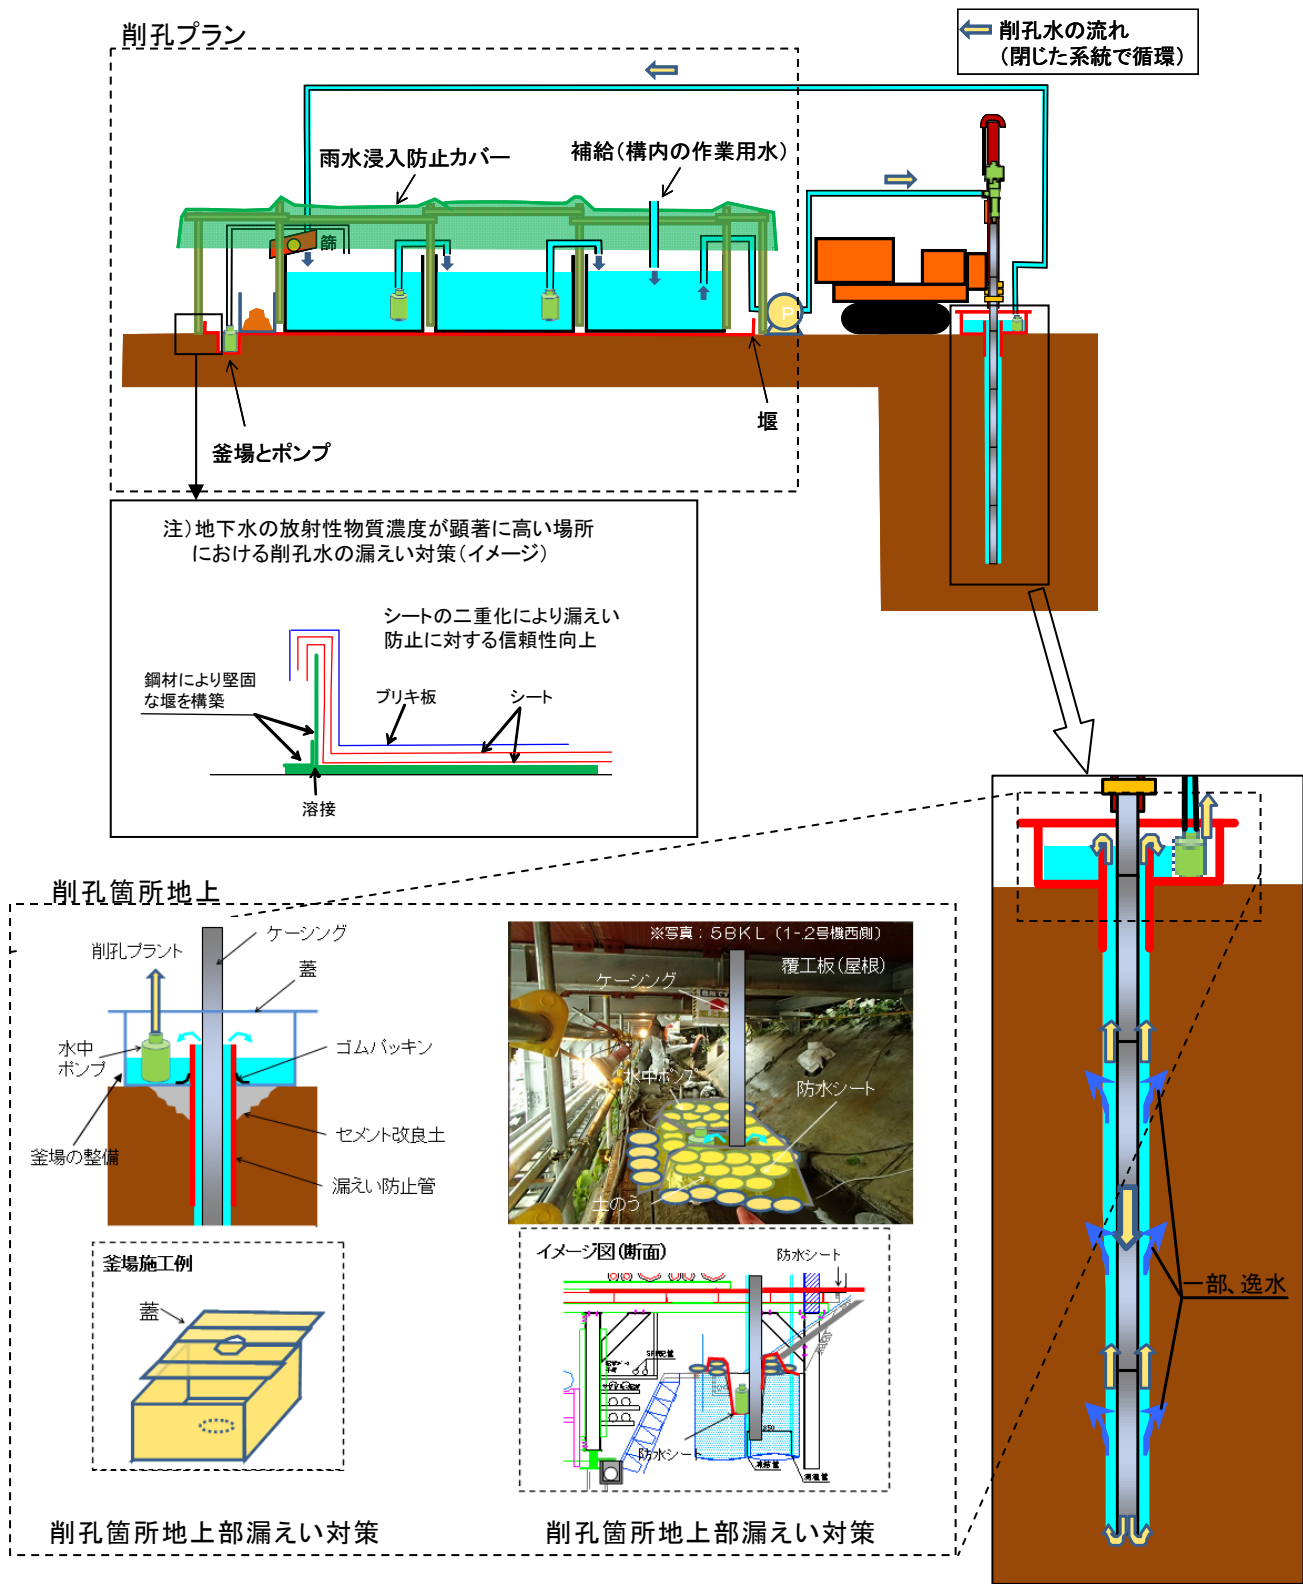 削孔プラン
削孔水の流れ
(閉じた系統で循環)
雨水浸入防止カバー
補給(構内の作業用水)
篩
P
堰
釜場とポンプ
注)地下水の放射性物質濃度が顕著に高い場所
における削孔水の漏えい対策(イメージ)
シートの二重化により漏えい
防止に対する信頼性向上
鋼材により堅固
な堰を構築
ブリキ板
シート
溶接
削孔箇所地上
ケーシング
削孔プラント
蓋
水中
ポンプ
ゴムパッキン
セメント改良土
釜場の整備
漏えい防止管
※写真:5BKL(1-2号機西側)
覆工板(屋根)
ケーシング
水中ポンプ
防水シート
土のう
釜場施工例
蓋
イメージ図(断面)
防水シート
防水シート
凍結管
測温管
一部、逸水
削孔箇所地上部漏えい対策
削孔箇所地上部漏えい対策